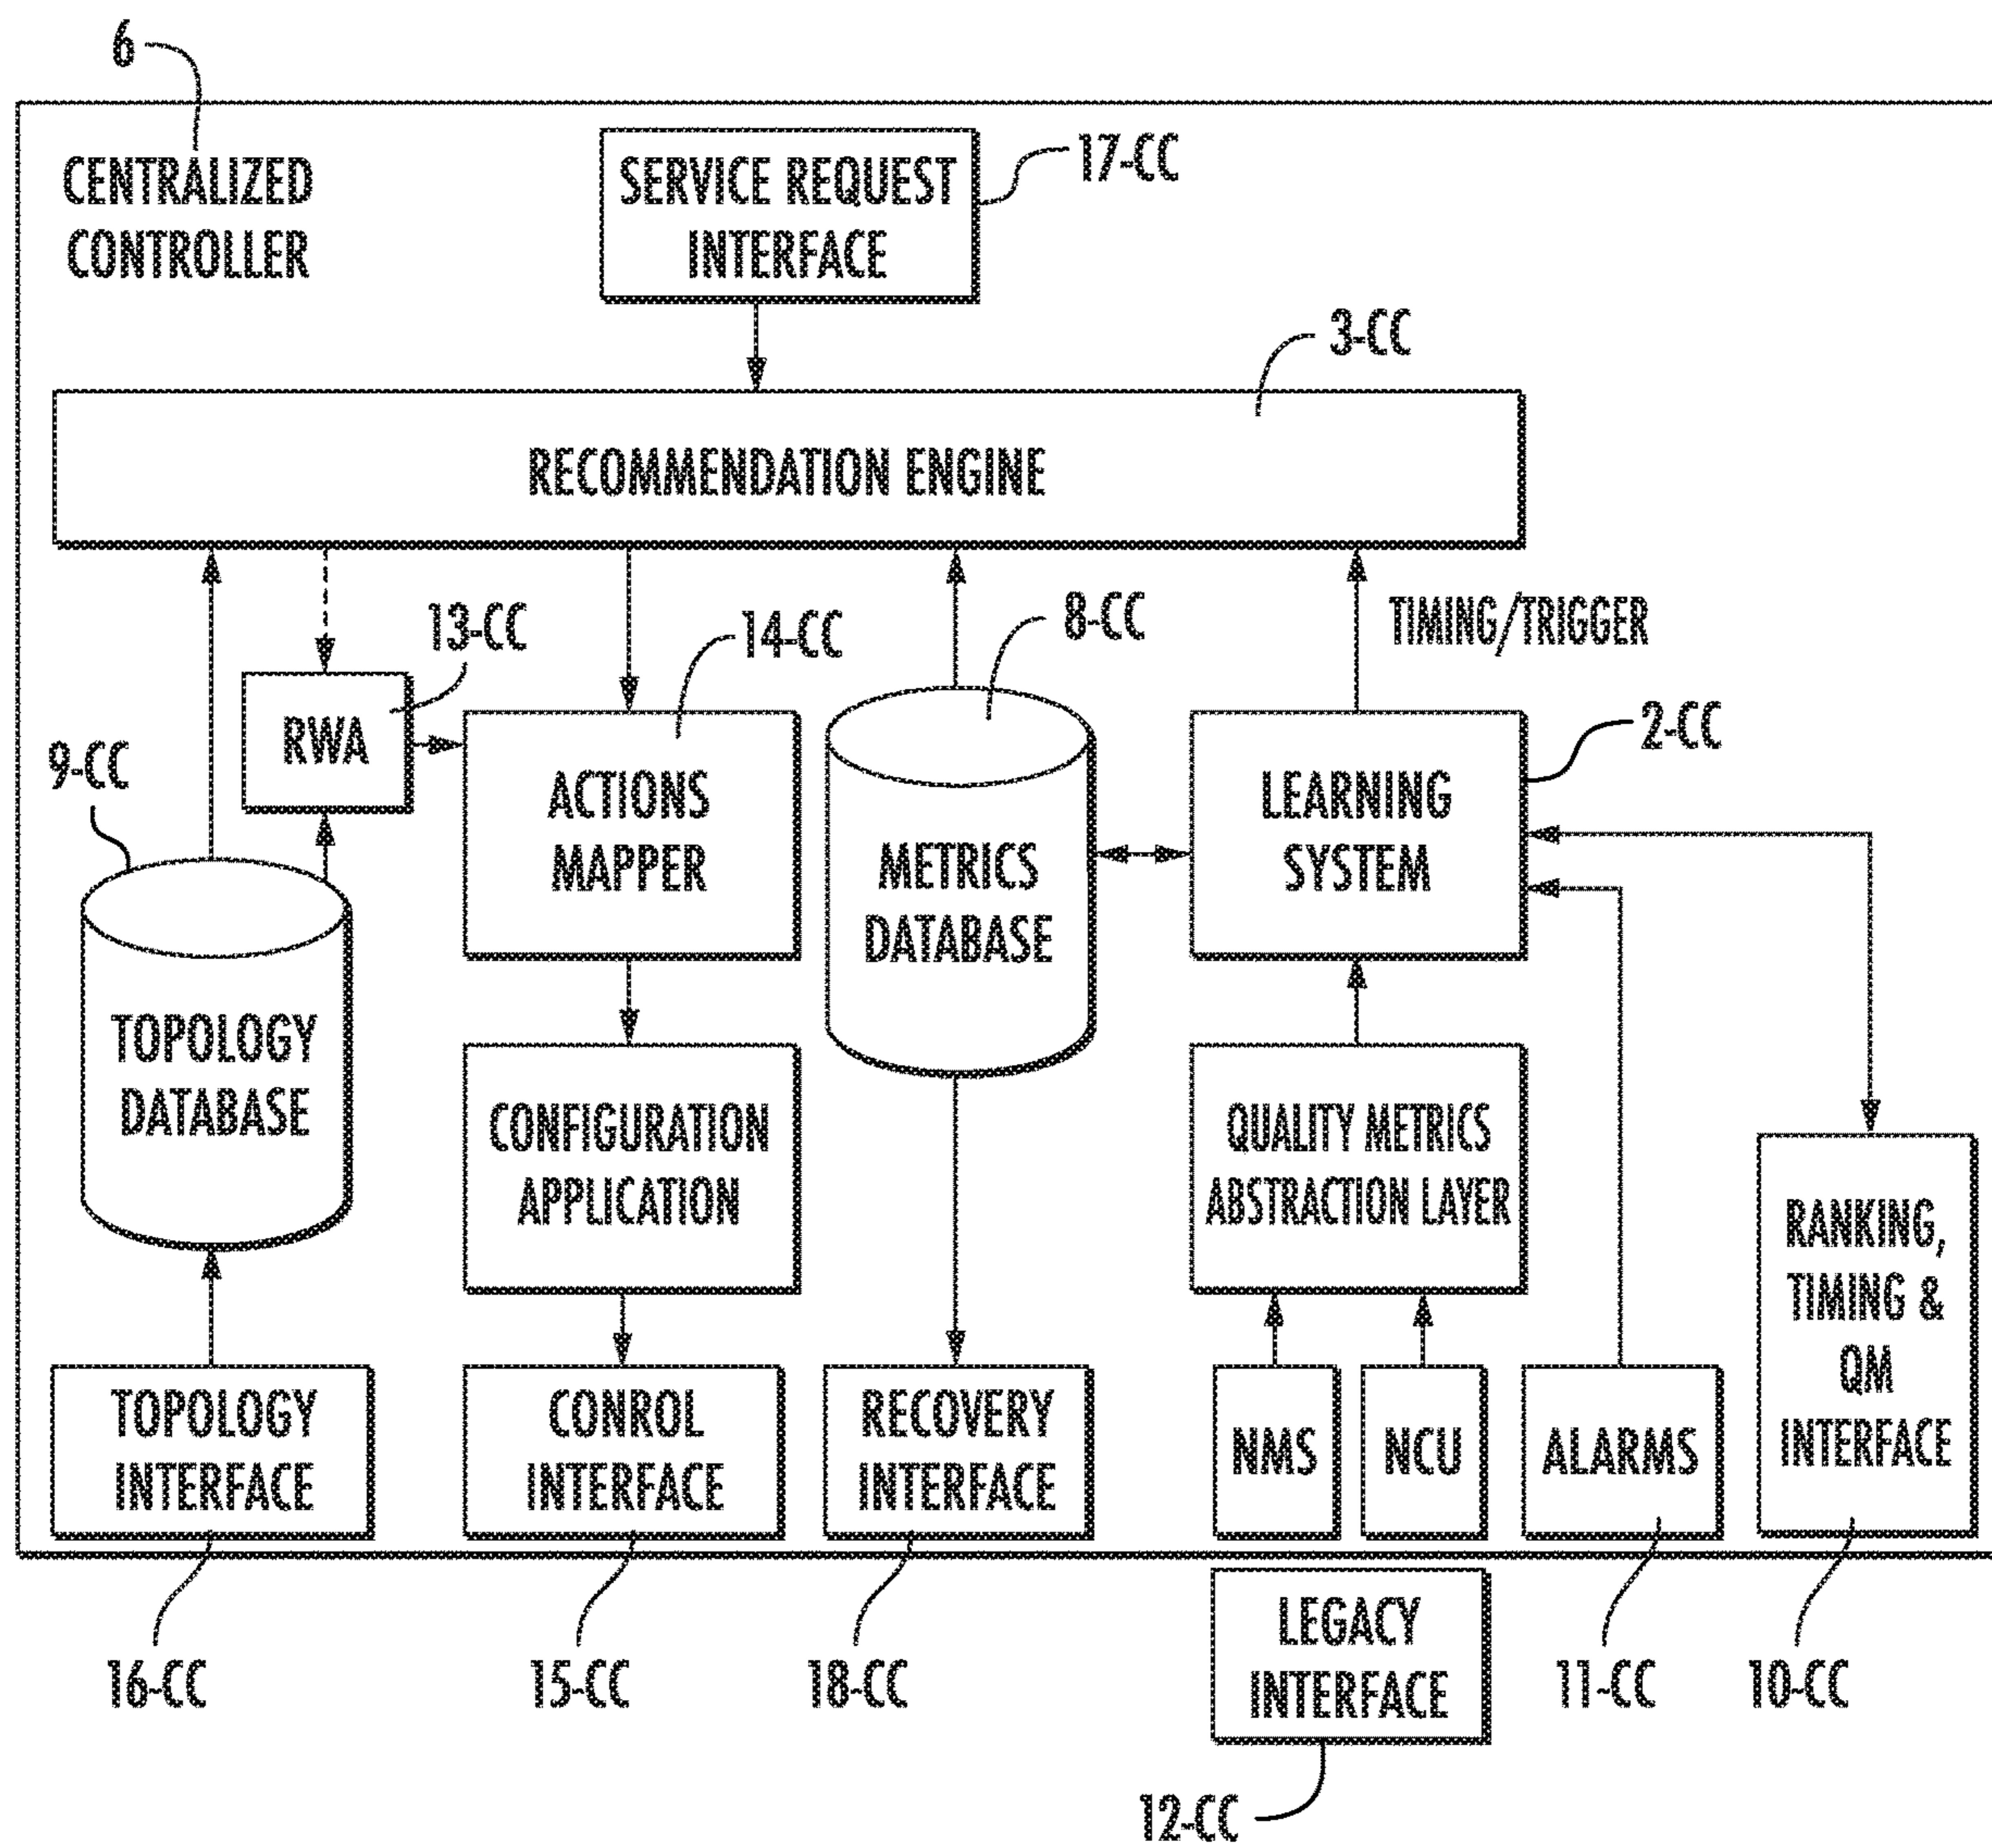 6
CENTRALIZED
CONTROLLER
SERVICE REQUEST
INTERFACE
17-CC
3-CC
RECOMMENDATION ENGINE
13-CC
14-CC
8-CC
TIMING/TRIGGER
9-CC
RWA
ACTIONS
MAPPER
METRICS
DATABASE
LEARNING
SYSTEM
2-CC
TOPOLOGY
DATABASE
CONFIGURATION
APPLICATION
QUALITY METRICS
ABSTRACTION LAYER
RANKING,
TIMING &
QM
INTERFACE
TOPOLOGY
INTERFACE
CONROL
INTERFACE
RECOVERY
INTERFACE
NMS
NCU
ALARMS
16-CC
15-CC
18-CC
LEGACY
INTERFACE
11-CC
10-CC
12-CC